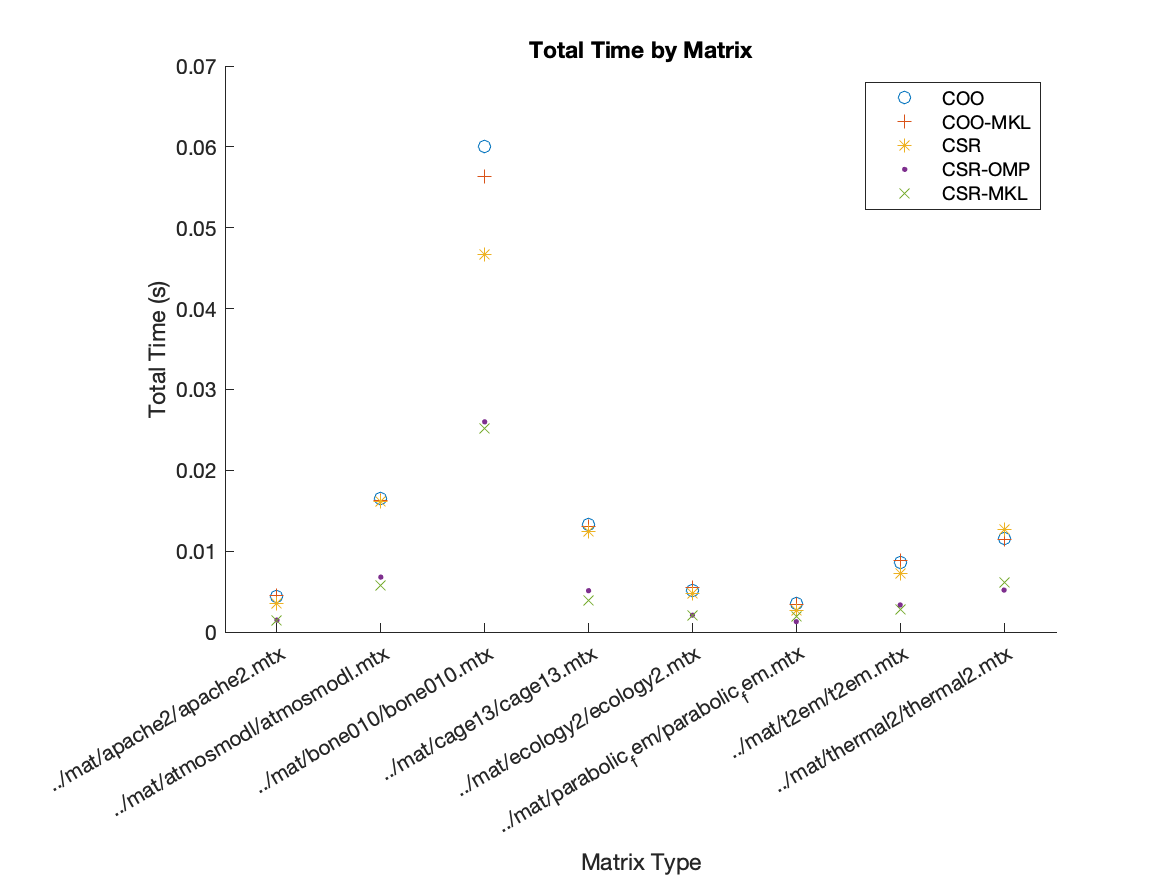 Total Time by Matrix
0.07
0.06
0.05
0.04
0.03
0.02
0.01
0
Total Time (s)
COO
COO-MKL
CSR
CSR-OMP
CSR-MKL
../mat/apache2/apache2.mtx
../mat/atmosmodl/atmosmodl.mtx
../mat/bone010/bone010.mtx
../mat/cage13/cage13.mtx
../mat/ecology2/ecology2.mtx
../mat/parabolicfem/parabolicfem.mtx
../mat/t2em/t2em.mtx
../mat/thermal2/thermal2.mtx
Matrix Type